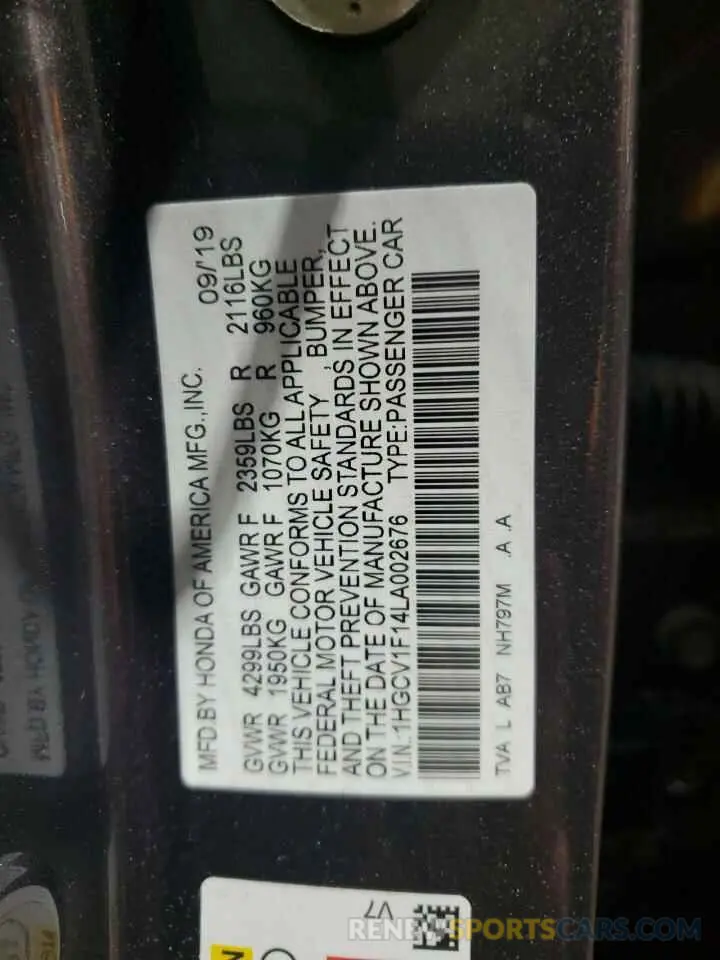 MFD.BY HONDA OF AMERICA MFG.,INC. 09/'19
GVWR 4299LBS GAWR F 2359LBS R 2116LBS
GVWR 1950KG GAWR F 1070KG R 960KG
THIS VEHICLE CONFORMS TO ALL APPLICABLE
FEDERAL MOTOR VEHICLE SAFETY , BUMPER,
AND THEFT PREVENTION STANDARDS IN EFFECT
ON THE DATE OF MANUFACTURE SHOWN ABOVE.
V.I.N.:1HGCV1F14LA002676 TYPE:PASSENGER CAR
TVA L AB7 NH797M .A .A
V7
RENEWSPORTSCARS.COM